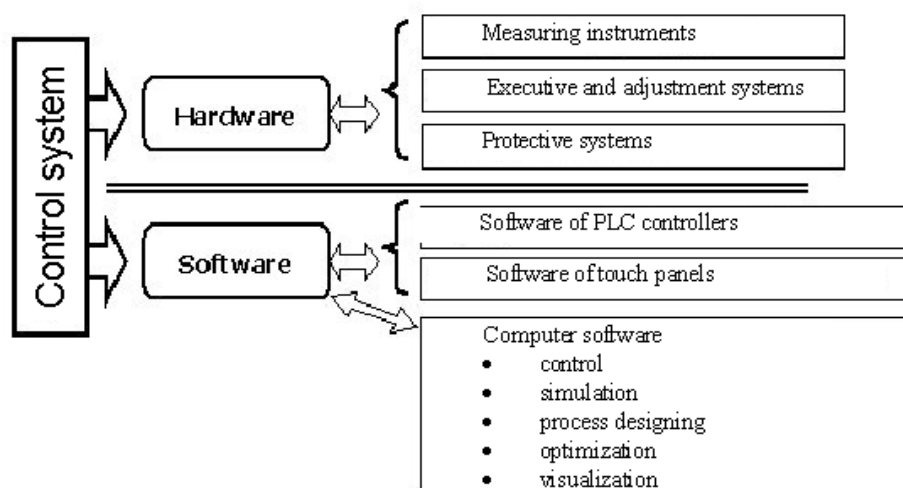 Control system
Hardware
Measuring instruments
Executive and adjustment systems
Protective systems
Software
Software of PLC controllers
Software of touch panels
Computer software
• control
• simulation
• process designing
• optimization
• visualization